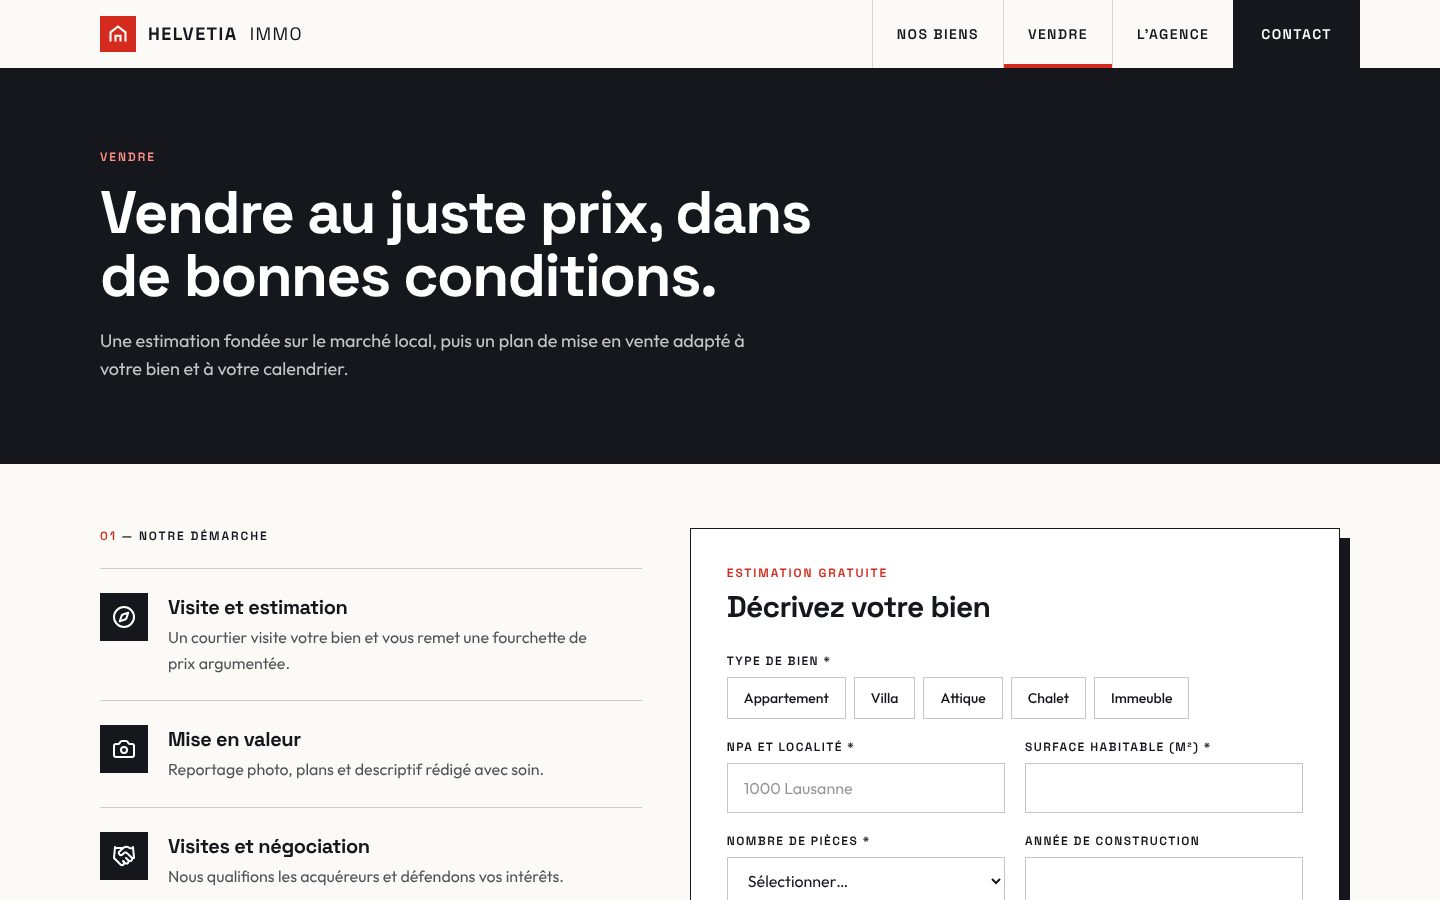 HELVETIA IMMO
NOS BIENS
VENDRE
L'AGENCE
CONTACT
VENDRE
Vendre au juste prix, dans
de bonnes conditions.
Une estimation fondée sur le marché local, puis un plan de mise en vente adapté à
votre bien et à votre calendrier.
01 — NOTRE DÉMARCHE
Visite et estimation
Un courtier visite votre bien et vous remet une fourchette de
prix argumentée.
Mise en valeur
Reportage photo, plans et descriptif rédigé avec soin.
Visites et négociation
Nous qualifions les acquéreurs et défendons vos intérêts.
ESTIMATION GRATUITE
Décrivez votre bien
TYPE DE BIEN *
Appartement
Villa
Attique
Chalet
Immeuble
NPA ET LOCALITÉ *
SURFACE HABITABLE (M²) *
1000 Lausanne
NOMBRE DE PIÈCES *
ANNÉE DE CONSTRUCTION
Sélectionner...